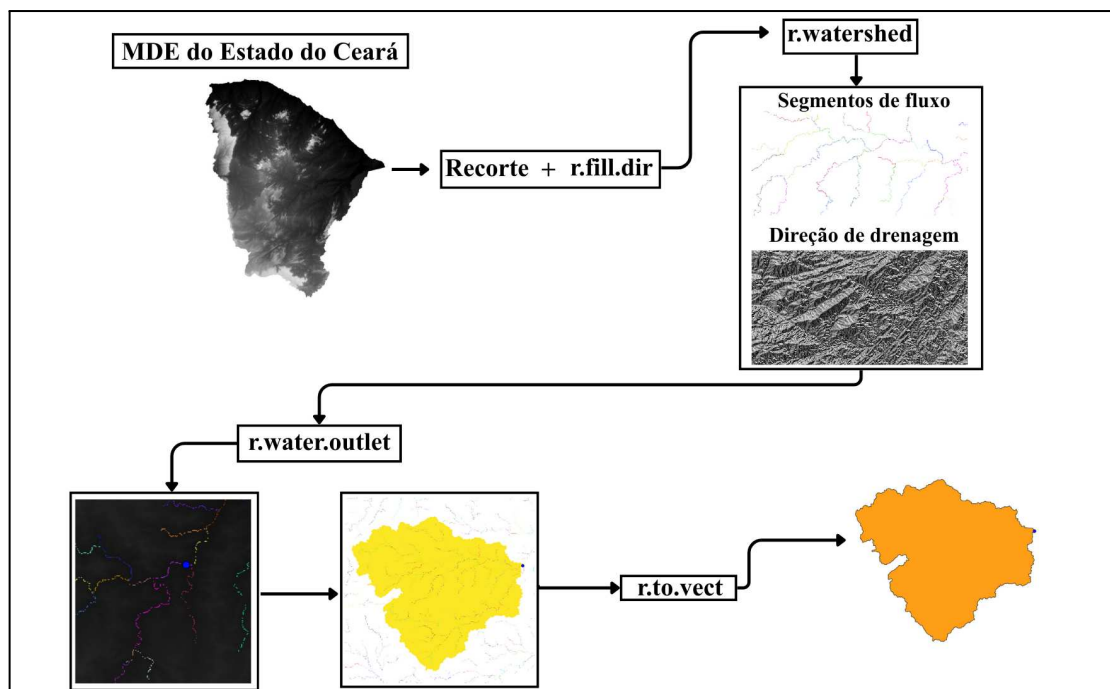 MDE do Estado do Ceará
Recorte + r.fill.dir
r.watershed
Segmentos de fluxo
Direção de drenagem
r.water.outlet
r.to.vect